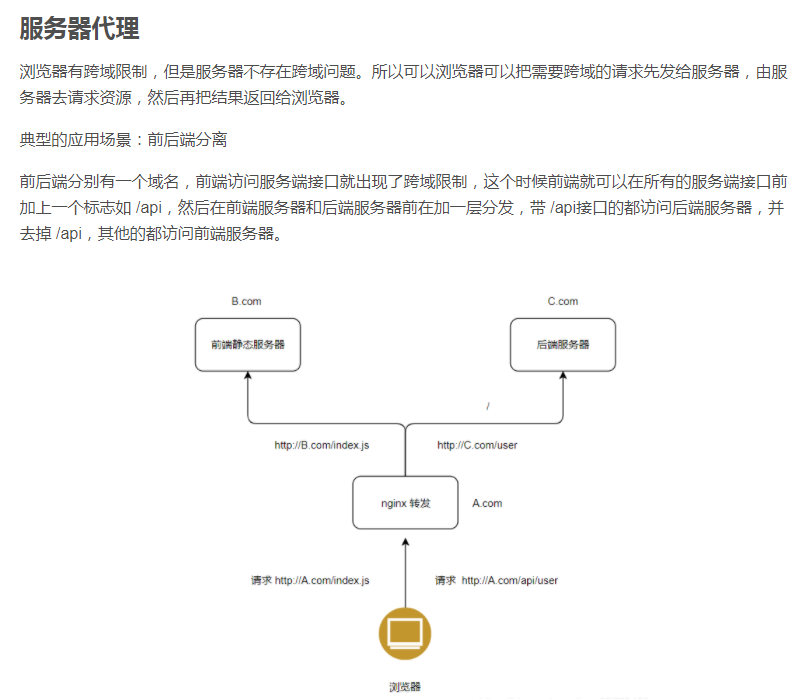 服务器代理
浏览器有跨域限制，但是服务器不存在跨域问题。所以可以浏览器可以把需要跨域的请求先发给服务器，由服
务器去请求资源，然后再把结果返回给浏览器。
典型的应用场景：前后端分离
前后端分别有一个域名，前端访问服务端接口就出现了跨域限制，这个时候前端就可以在所有的服务端接口前
加上一个标志如 /api，然后在前端服务器和后端服务器前在加一层分发，带 /api接口的都访问后端服务器，并
去掉 /api，其他的都访问前端服务器。
B.com
C.com
前端静态服务器
后端服务器
/
http://B.com/index.js
http://C.com/user
nginx 转发
A.com
请求 http://A.com/index.js
请求 http://A.com/api/user
浏览器